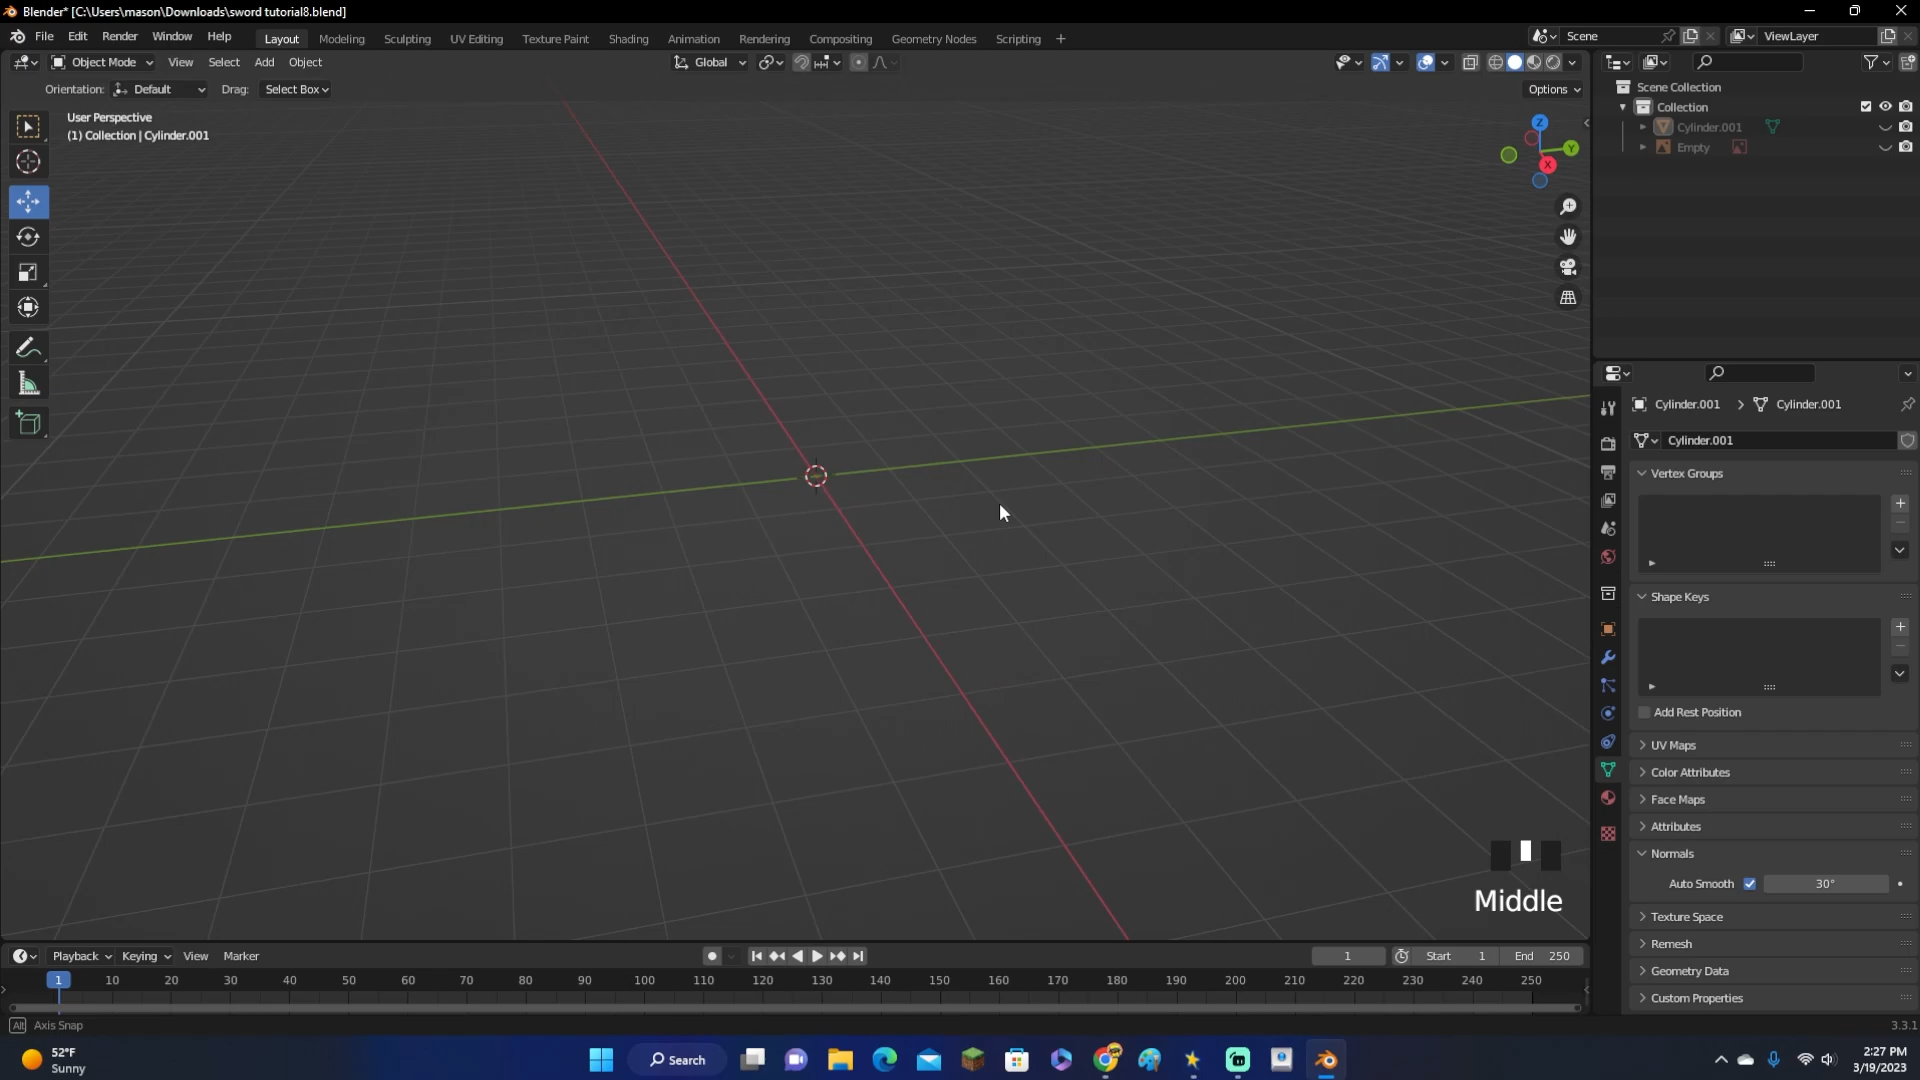 Blender* [C:\Users\mason\Downloads\sword tutorial8.blend]
File Edit Render Window Help Layout Modeling Sculpting UV Editing Texture Paint Shading Animation Rendering Compositing Geometry Nodes Scripting + Scene ViewLayer
Object Mode View Select Add Object Global
Orientation: Default Drag: Select Box Options
User Perspective
(1) Collection | Cylinder.001
Z
Y
X
Scene Collection
Collection
Cylinder.001
Empty
Cylinder.001 > Cylinder.001
Cylinder.001
Vertex Groups
Shape Keys
Add Rest Position
UV Maps
Color Attributes
Face Maps
Attributes
Normals
Auto Smooth 30°
Texture Space
Remesh
Geometry Data
Custom Properties
Middle
Playback Keying View Marker 1 Start 1 End 250
1 10 20 30 40 50 60 70 80 90 100 110 120 130 140 150 160 170 180 190 200 210 220 230 240 250
Alt Axis Snap
3.3.1
52°F
Sunny
Search
2:27 PM
3/19/2023